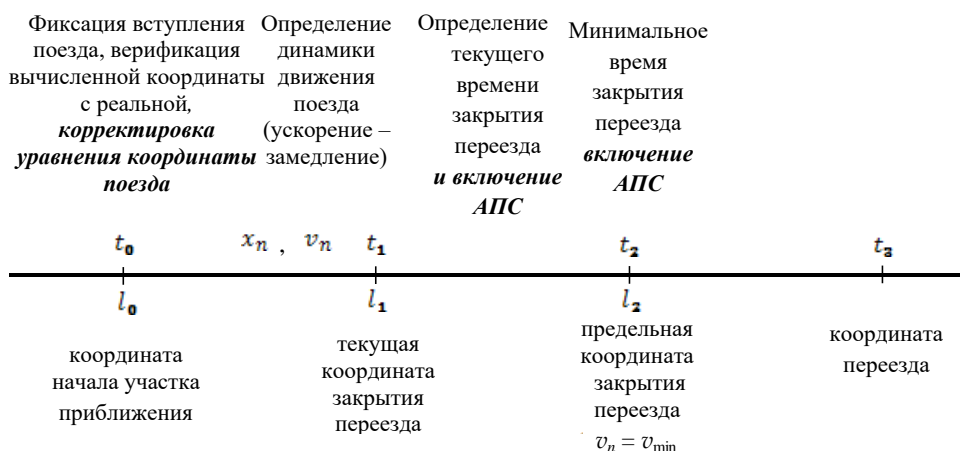 Фиксация вступления
поезда, верификация
вычисленной координаты
с реальной,
корректировка
уравнения координаты
поезда
Определение
динамики
движения
поезда
(ускорение –
замедление)
Определение
текущего
времени
закрытия
переезда
и включение
АПС
Минимальное
время
закрытия
переезда
включение
АПС
t₀ xₙ , vₙ t₁ t₂ t₃
l₀ l₁ l₂
координата
начала участка
приближения
текущая
координата
закрытия
переезда
предельная
координата
закрытия
переезда
vₙ = vmin
координата
переезда